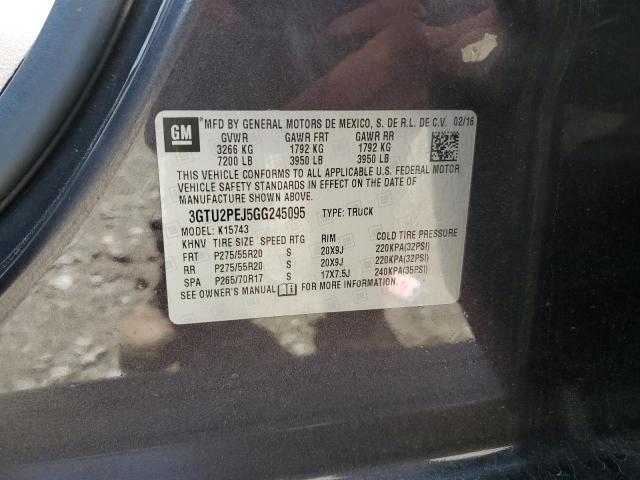 GM MFD BY GENERAL MOTORS DE MEXICO, S. DE R.L. DE C.V. 02/16
GVWR GAWR FRT GAWR RR
3266 KG 1792 KG 1792 KG
7200 LB 3950 LB 3950 LB
THIS VEHICLE CONFORMS TO ALL APPLICABLE U.S. FEDERAL MOTOR
VEHICLE SAFETY STANDARDS IN EFFECT ON THE DATE OF
MANUFACTURE SHOWN ABOVE.
3GTU2PEJ5GG245095 TYPE: TRUCK
MODEL: K15743
KHNV TIRE SIZE SPEED RTG RIM COLD TIRE PRESSURE
FRT P275/55R20 S 20X9J 220KPA(32PSI)
RR P275/55R20 S 20X9J 220KPA(32PSI)
SPA P265/70R17 S 17X7.5J 240KPA(35PSI)
SEE OWNER'S MANUAL FOR MORE INFORMATION.